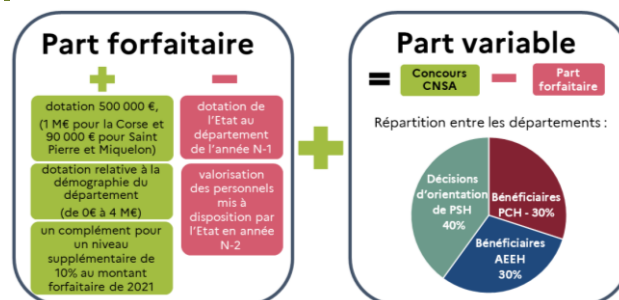 Part forfaitaire
+
−
dotation 500 000 €,
(1 M€ pour la Corse et
90 000 € pour Saint
Pierre et Miquelon)
dotation relative à la
démographie du
département
(de 0€ à 4 M€)
un complément pour
un niveau
supplémentaire de
10% au montant
forfaitaire de 2021
dotation de
l'Etat au
département
de l'année N-1
valorisation
des personnels
mis à
disposition par
l'Etat en année
N-2
+
Part variable
=
Concours
CNSA
−
Part
forfaitaire
Répartition entre les départements :
Décisions
d'orientation
de PSH
40%
Bénéficiaires
PCH - 30%
Bénéficiaires
AEEH
30%